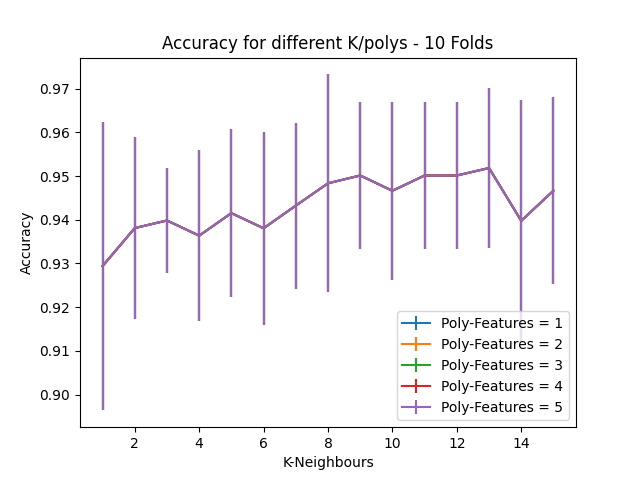 Accuracy for different K/polys - 10 Folds
0.97
0.96
0.95
0.94
0.93
0.92
0.91
0.90
Accuracy
Poly-Features = 1
Poly-Features = 2
Poly-Features = 3
Poly-Features = 4
Poly-Features = 5
2 4 6 8 10 12 14
K-Neighbours